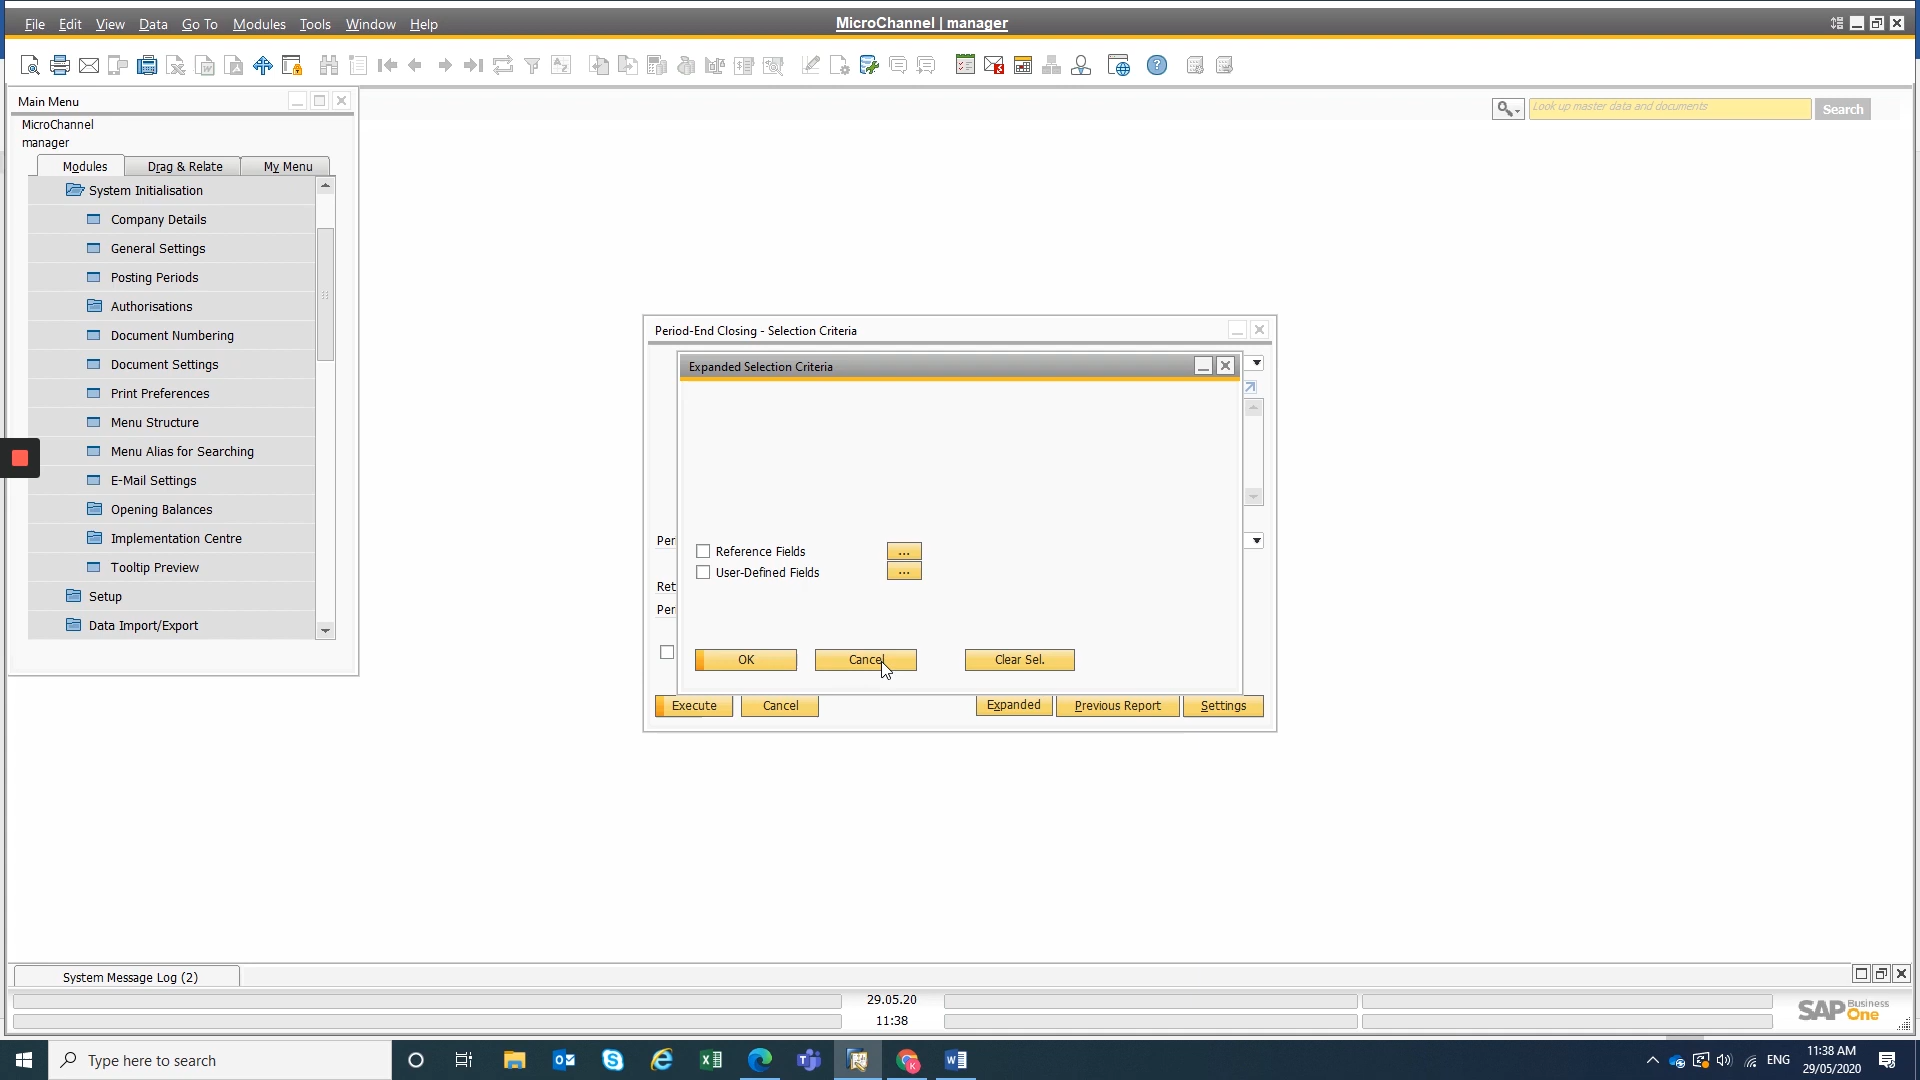 File Edit View Data Go To Modules Tools Window Help
MicroChannel | manager
Main Menu
MicroChannel
manager
Modules Drag & Relate My Menu
System Initialisation
Company Details
General Settings
Posting Periods
Authorisations
Document Numbering
Document Settings
Print Preferences
Menu Structure
Menu Alias for Searching
E-Mail Settings
Opening Balances
Implementation Centre
Tooltip Preview
Setup
Data Import/Export
Look up master data and documents
Search
Period-End Closing - Selection Criteria
Expanded Selection Criteria
Per
Reference Fields ...
User-Defined Fields ...
Ret
Per
OK Cancel Clear Sel.
Execute Cancel Expanded Previous Report Settings
System Message Log (2)
29.05.20
11:38
SAP Business One
Type here to search
ENG
11:38 AM
29/05/2020